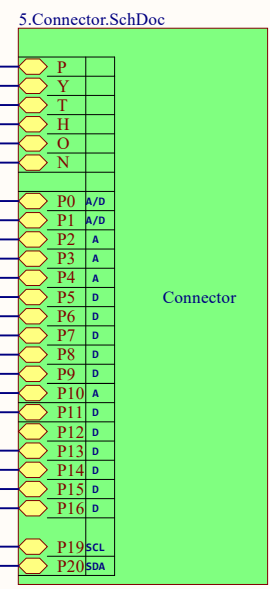 5.Connector.SchDoc
P
Y
T
H
O
N
P0 A/D
P1 A/D
P2 A
P3 A
P4 A
P5 D
P6 D
P7 D
P8 D
P9 D
P10 A
P11 D
P12 D
P13 D
P14 D
P15 D
P16 D
P19 SCL
P20 SDA
Connector